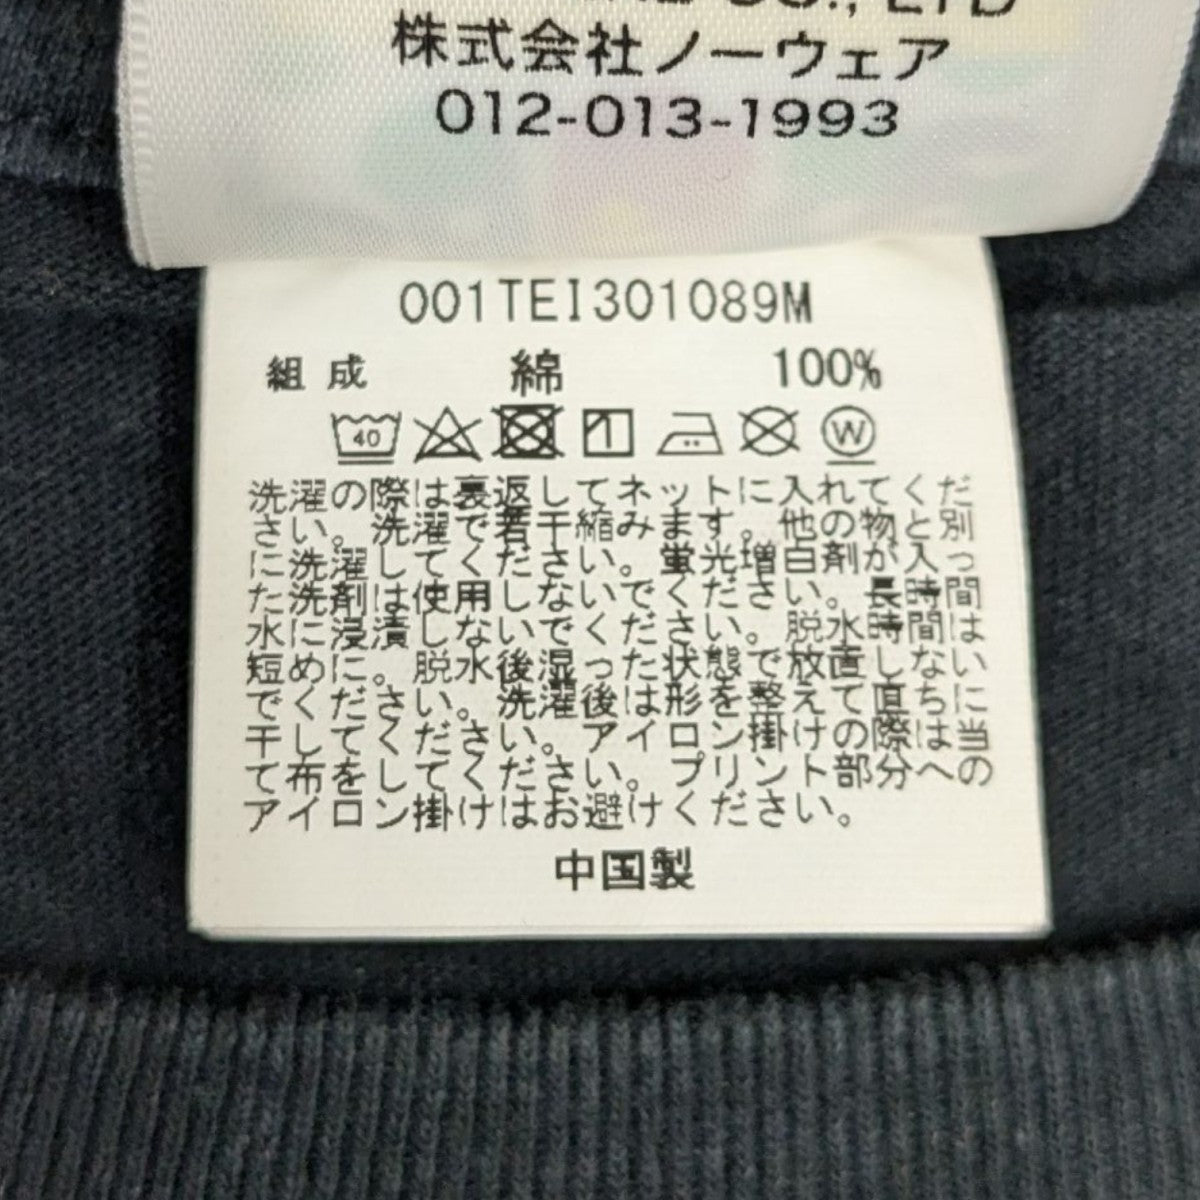 CO., LTD
株式会社ノーウェア
012-013-1993
001TEI301089M
組成 綿 100%
40 W
洗濯の際は裏返してネットに入れてくだ
さい。洗濯で若干縮みます。他の物と別
に洗濯してください。蛍光増白剤が入っ
た洗剤は使用しないでください。長時間
水に浸漬しないでください。脱水時間は
短めに。脱水後湿った状態で放置しない
でください。洗濯後は形を整えて直ちに
干してください。アイロン掛けの際は当
て布をしてください。プリント部分への
アイロン掛けはお避けください。
中国製